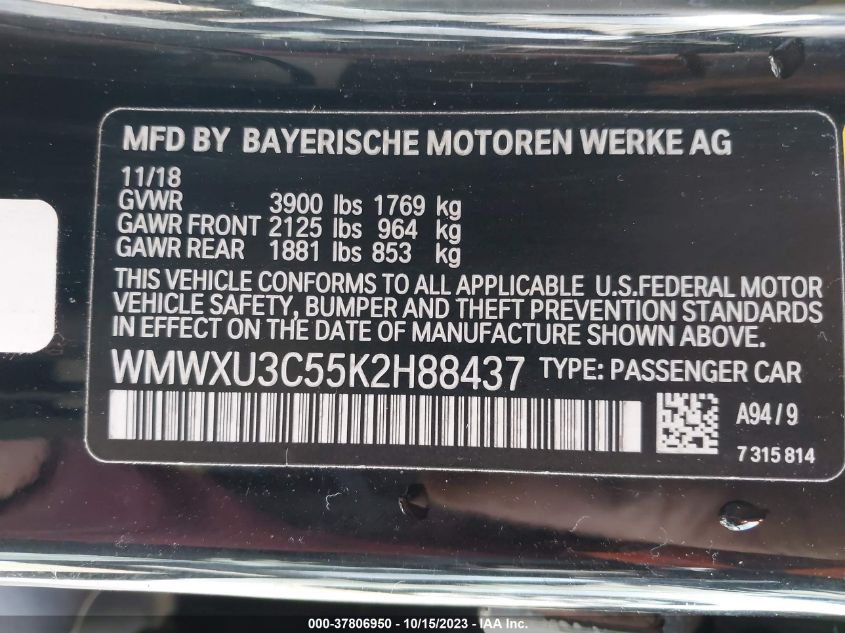 MFD BY BAYERISCHE MOTOREN WERKE AG
11/18
GVWR 3900 lbs 1769 kg
GAWR FRONT 2125 lbs 964 kg
GAWR REAR 1881 lbs 853 kg
THIS VEHICLE CONFORMS TO ALL APPLICABLE U.S.FEDERAL MOTOR
VEHICLE SAFETY, BUMPER AND THEFT PREVENTION STANDARDS
IN EFFECT ON THE DATE OF MANUFACTURE SHOWN ABOVE.
WMWXU3C55K2H88437 TYPE: PASSENGER CAR
A94/9
7 315 814
000-37806950 - 10/15/2023 - IAA Inc.